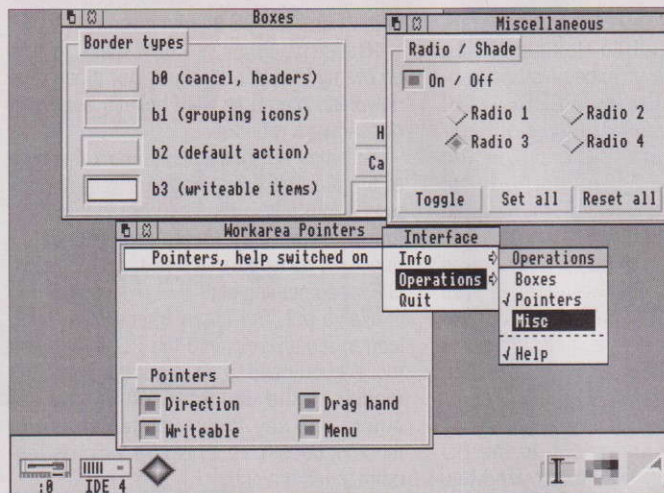 Boxes
Border types
b0 (cancel, headers)
b1 (grouping icons)
b2 (default action)
b3 (writeable items)
H
Ca
Miscellaneous
Radio / Shade
On / Off
Radio 1
Radio 2
Radio 3
Radio 4
Toggle
Set all
Reset all
Workarea Pointers
Pointers, help switched on
Pointers
Direction
Drag hand
Writeable
Menu
Interface
Info
Operations
Quit
Operations
Boxes
√ Pointers
Misc
√ Help
:0
IDE 4